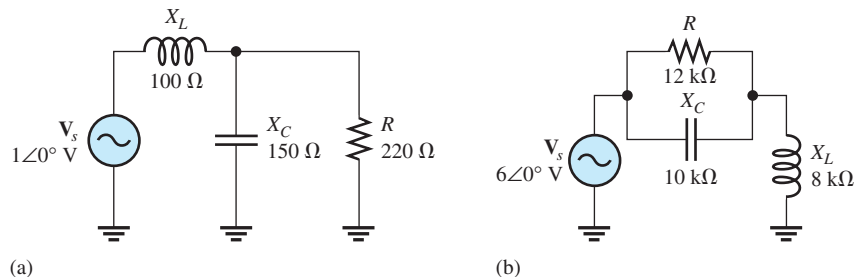 X_L
100 Ω
V_s
1∠0° V
X_C
150 Ω
R
220 Ω
(a)
R
12 kΩ
X_C
10 kΩ
V_s
6∠0° V
X_L
8 kΩ
(b)